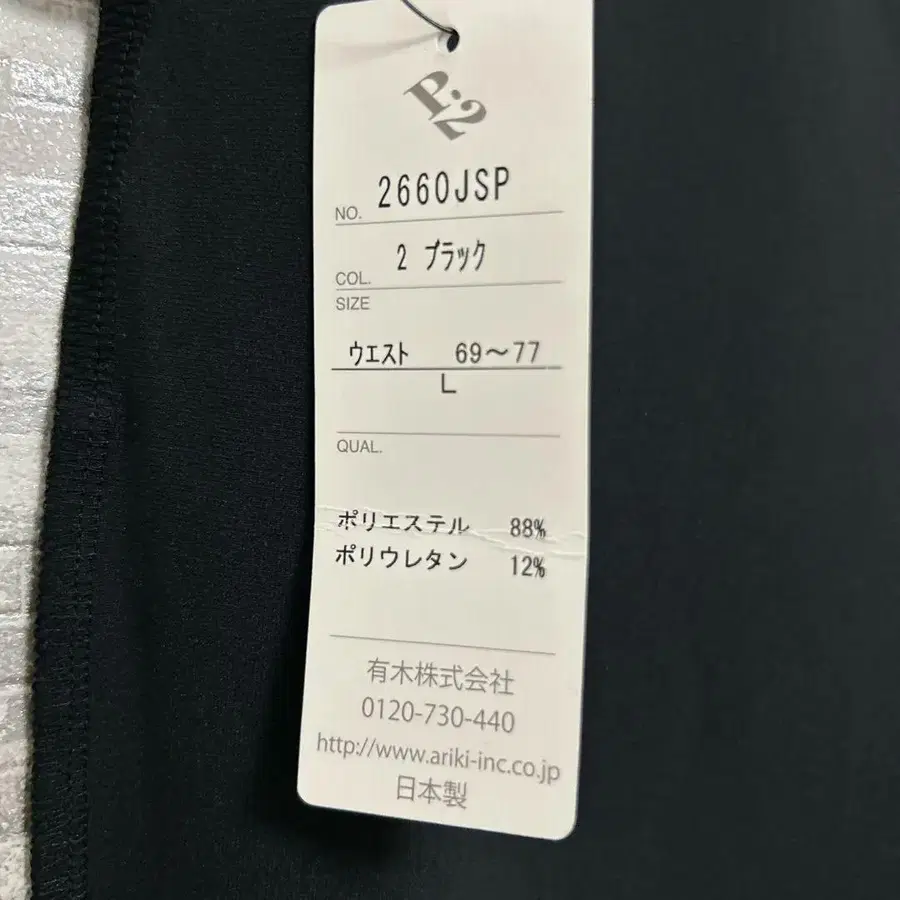 P.2
NO. 2660JSP
COL. 2 ブラック
SIZE
ウエスト 69～77
L
QUAL.
ポリエステル 88%
ポリウレタン 12%
有木株式会社
0120-730-440
http://www.ariki-inc.co.jp
日本製